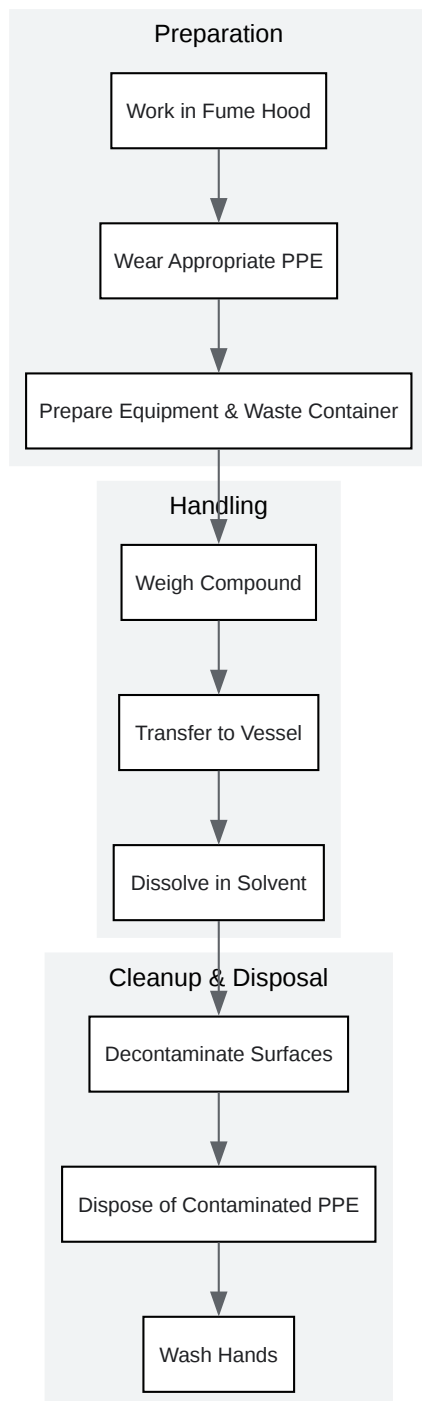 Preparation
Work in Fume Hood
Wear Appropriate PPE
Prepare Equipment & Waste Container
Handling
Weigh Compound
Transfer to Vessel
Dissolve in Solvent
Cleanup & Disposal
Decontaminate Surfaces
Dispose of Contaminated PPE
Wash Hands